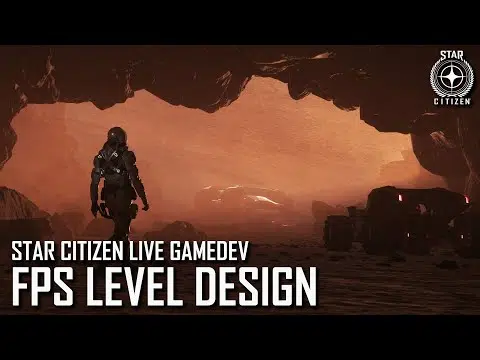 STAR
CITIZEN
STAR CITIZEN LIVE GAMEDEV
FPS LEVEL DESIGN